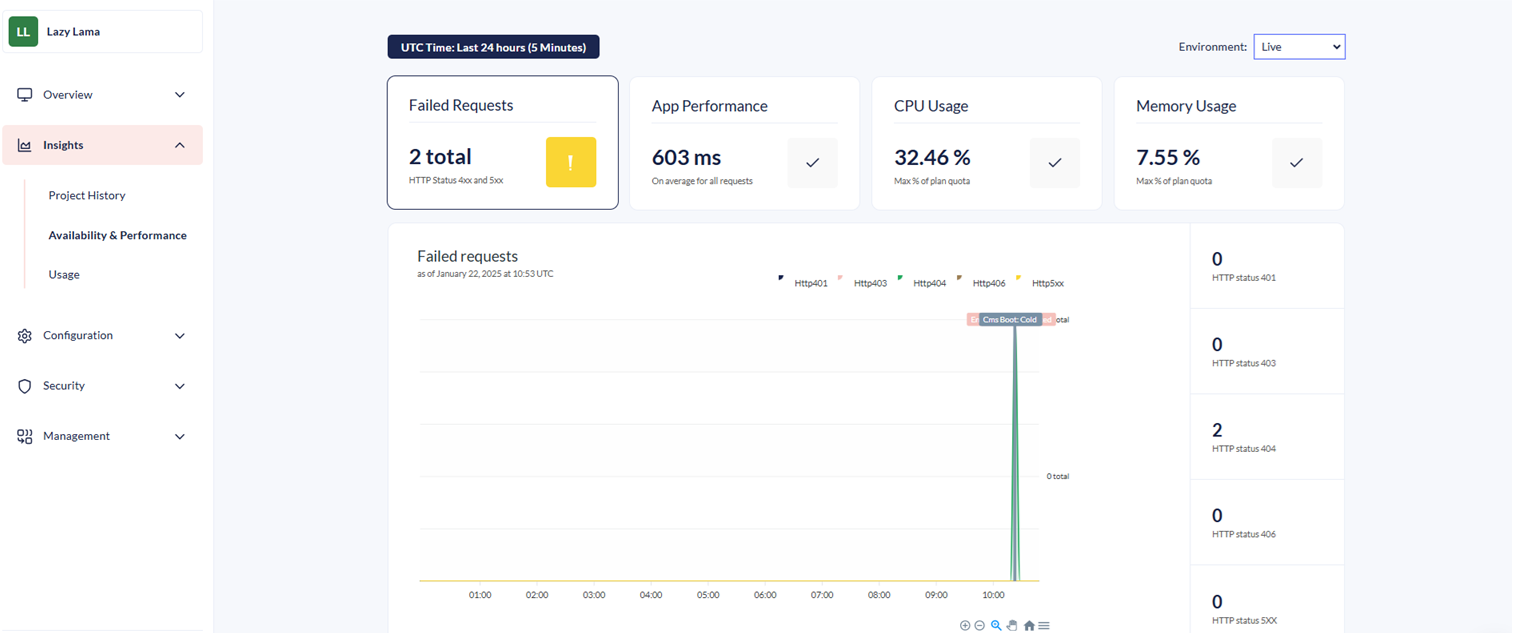 LL
Lazy Lama
Overview
Insights
Project History
Availability & Performance
Usage
Configuration
Security
Management
UTC Time: Last 24 hours (5 Minutes)
Environment:
Live
Failed Requests
2 total
HTTP Status 4xx and 5xx
!
App Performance
603 ms
On average for all requests
CPU Usage
32.46 %
Max % of plan quota
Memory Usage
7.55 %
Max % of plan quota
Failed requests
as of January 22, 2025 at 10:53 UTC
Http401
Http403
Http404
Http406
Http5xx
Cms Boot: Cold
total
0 total
01:00
02:00
03:00
04:00
05:00
06:00
07:00
08:00
09:00
10:00
0
HTTP status 401
0
HTTP status 403
2
HTTP status 404
0
HTTP status 406
0
HTTP status 5XX